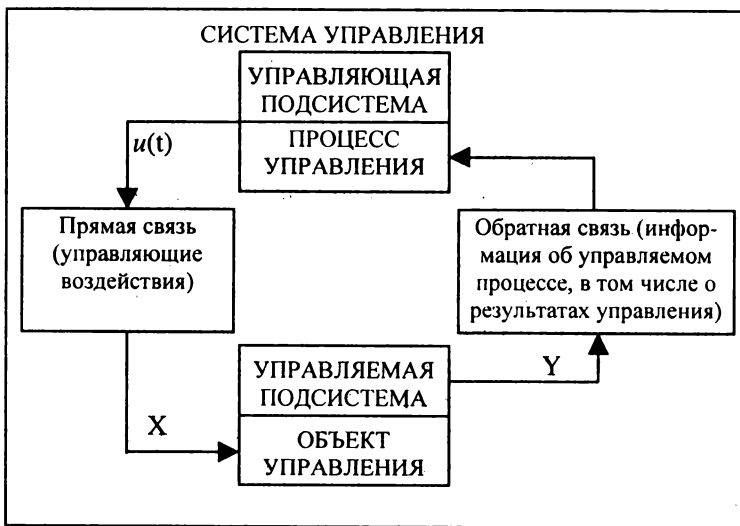 СИСТЕМА УПРАВЛЕНИЯ
УПРАВЛЯЮЩАЯ
ПОДСИСТЕМА
ПРОЦЕСС
УПРАВЛЕНИЯ
u(t)
Прямая связь
(управляющие
воздействия)
Обратная связь (инфор-
мация об управляемом
процессе, в том числе о
результатах управления)
УПРАВЛЯЕМАЯ
ПОДСИСТЕМА
ОБЪЕКТ
УПРАВЛЕНИЯ
X
Y